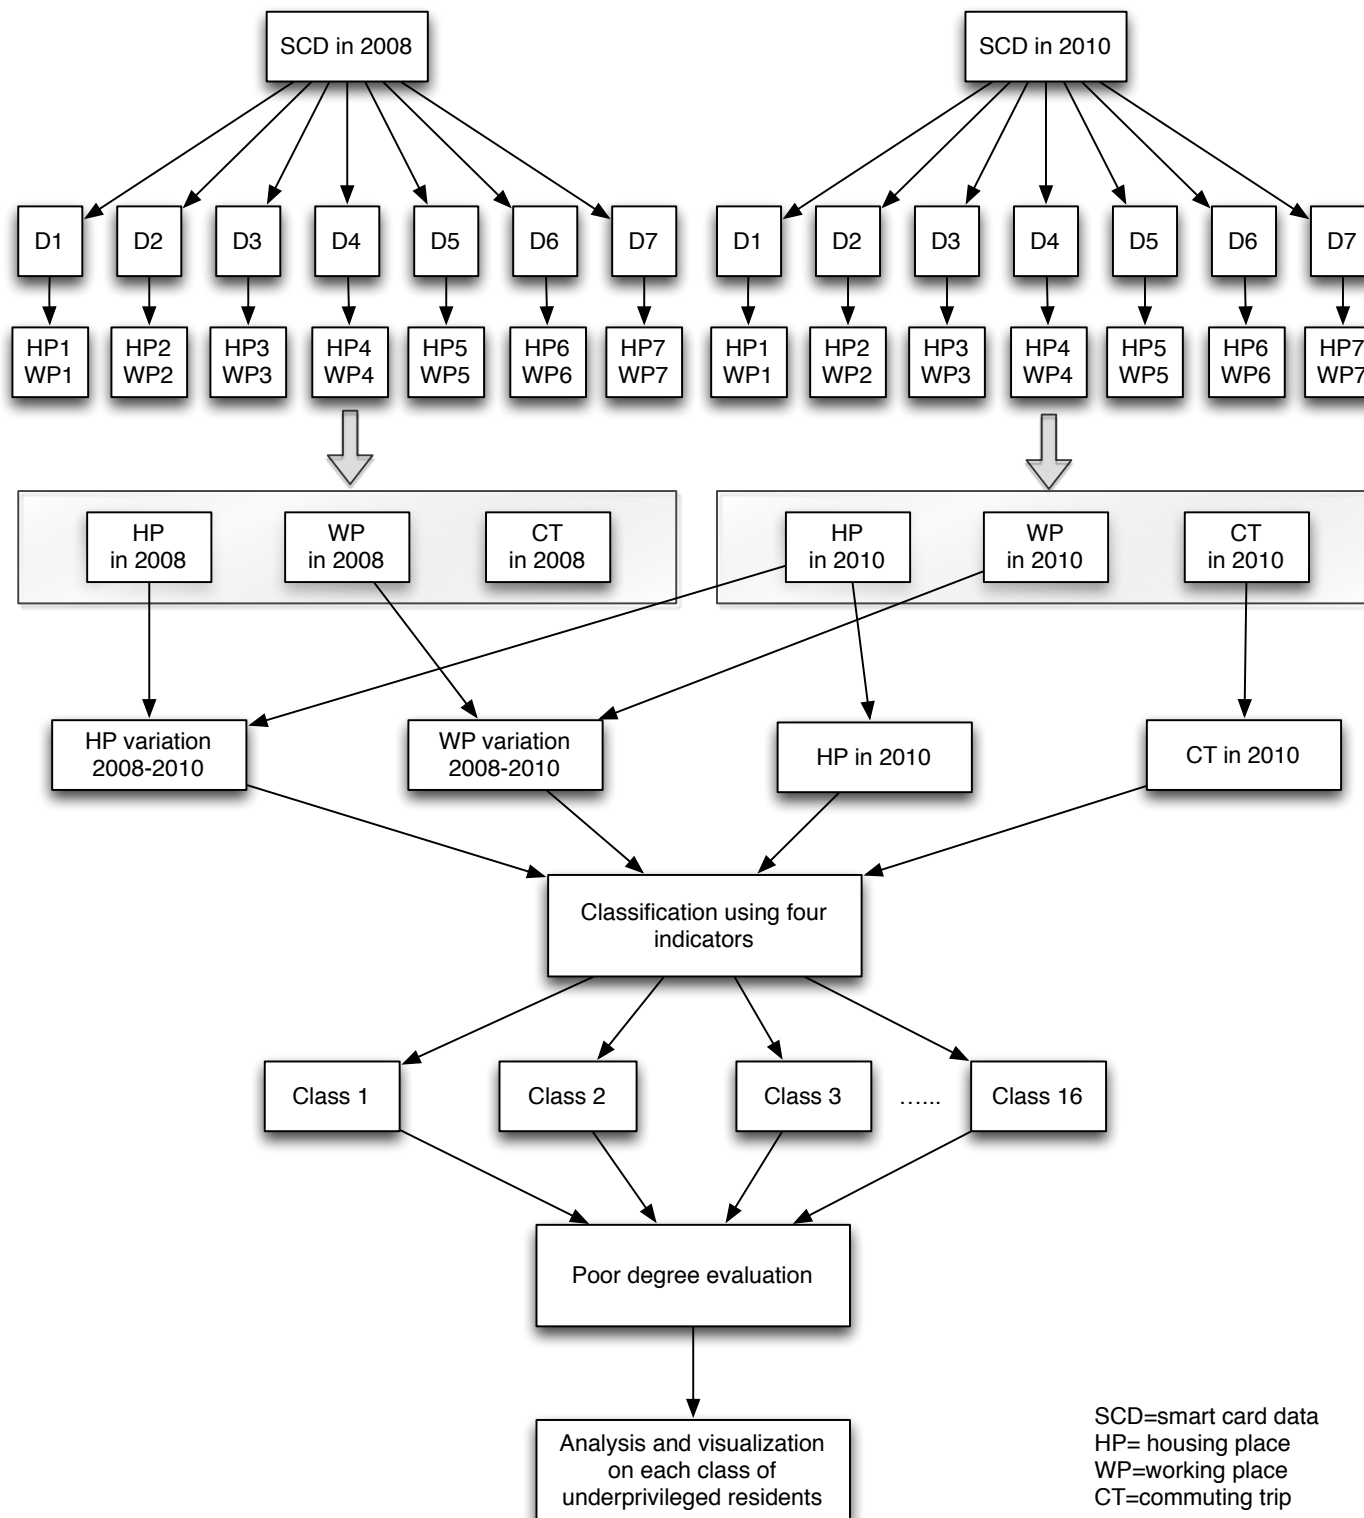 SCD in 2008
SCD in 2010
D1
D2
D3
D4
D5
D6
D7
D1
D2
D3
D4
D5
D6
D7
HP1
WP1
HP2
WP2
HP3
WP3
HP4
WP4
HP5
WP5
HP6
WP6
HP7
WP7
HP1
WP1
HP2
WP2
HP3
WP3
HP4
WP4
HP5
WP5
HP6
WP6
HP7
WP7
HP
in 2008
WP
in 2008
CT
in 2008
HP
in 2010
WP
in 2010
CT
in 2010
HP variation
2008-2010
WP variation
2008-2010
HP in 2010
CT in 2010
Classification using four
indicators
Class 1
Class 2
Class 3
…...
Class 16
Poor degree evaluation
Analysis and visualization
on each class of
underprivileged residents
SCD=smart card data
HP= housing place
WP=working place
CT=commuting trip